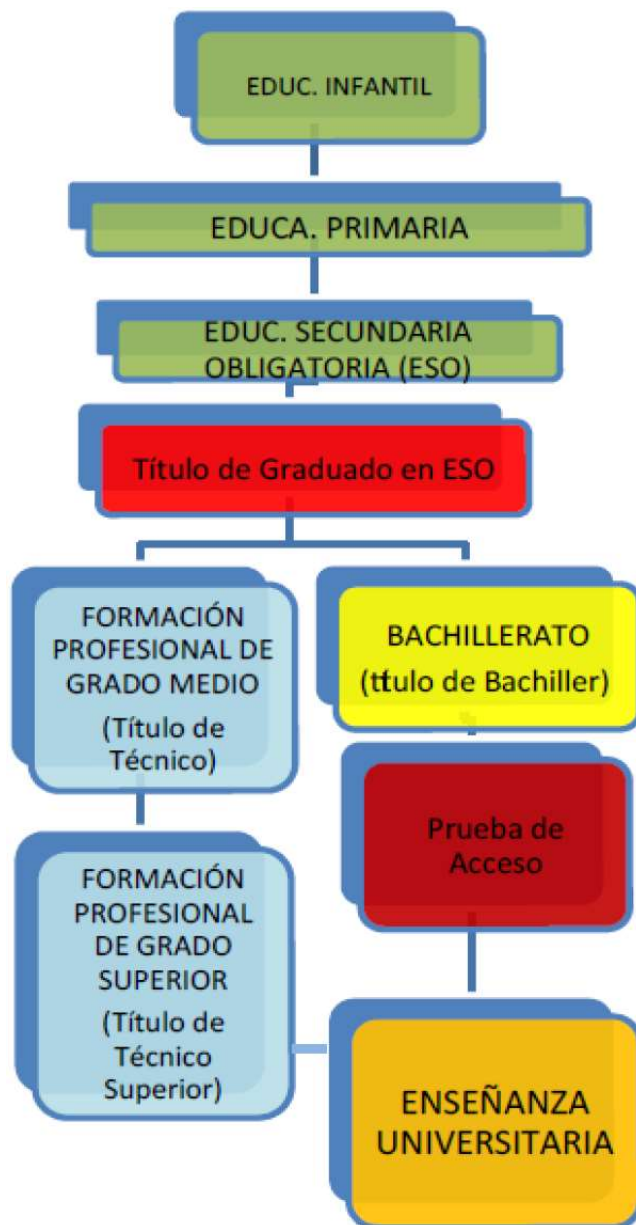 EDUC. INFANTIL
EDUCA. PRIMARIA
EDUC. SECUNDARIA
OBLIGATORIA (ESO)
Título de Graduado en ESO
FORMACIÓN
PROFESIONAL DE
GRADO MEDIO
(Título de
Técnico)
BACHILLERATO
(título de Bachiller)
Prueba de
Acceso
FORMACIÓN
PROFESIONAL
DE GRADO
SUPERIOR
(Título de
Técnico
Superior)
ENSEÑANZA
UNIVERSITARIA